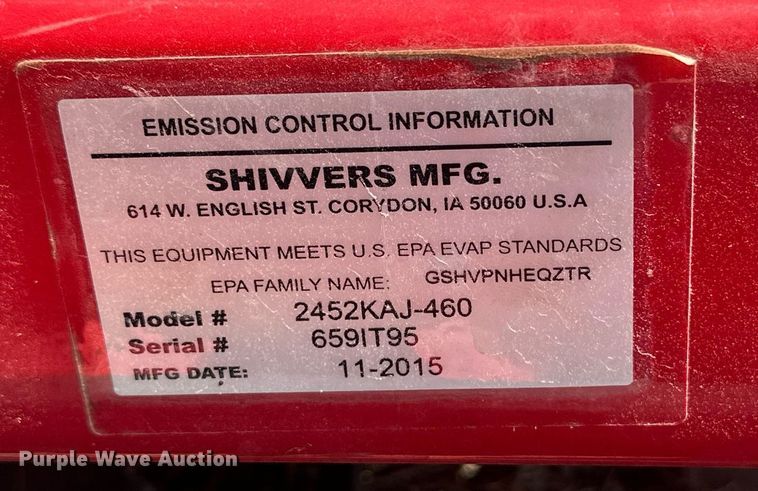 EMISSION CONTROL INFORMATION
SHIVVERS MFG.
614 W. ENGLISH ST. CORYDON, IA 50060 U.S.A
THIS EQUIPMENT MEETS U.S. EPA EVAP STANDARDS
EPA FAMILY NAME: GSHVPNHEQZTR
Model # 2452KAJ-460
Serial # 659IT95
MFG DATE: 11-2015
Purple Wave Auction